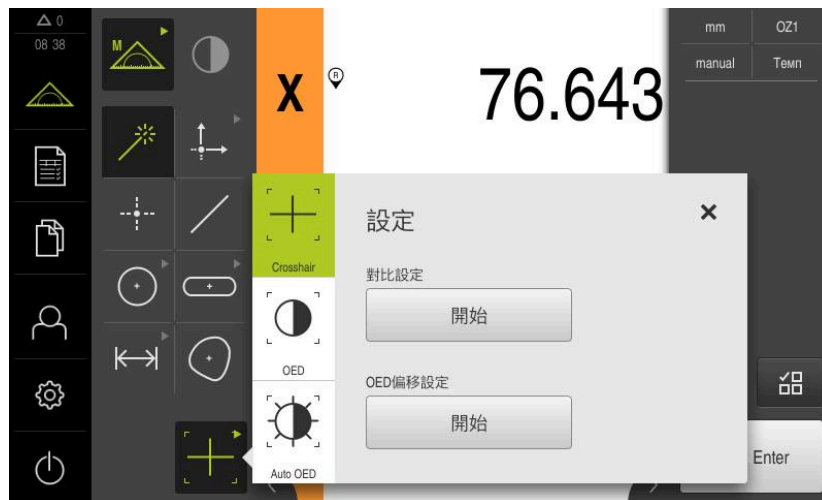 0
08 38
M
X
R
76.643
mm
OZ1
manual
Темп
Crosshair
OED
Auto OED
設定
對比設定
開始
OED偏移設定
開始
Enter